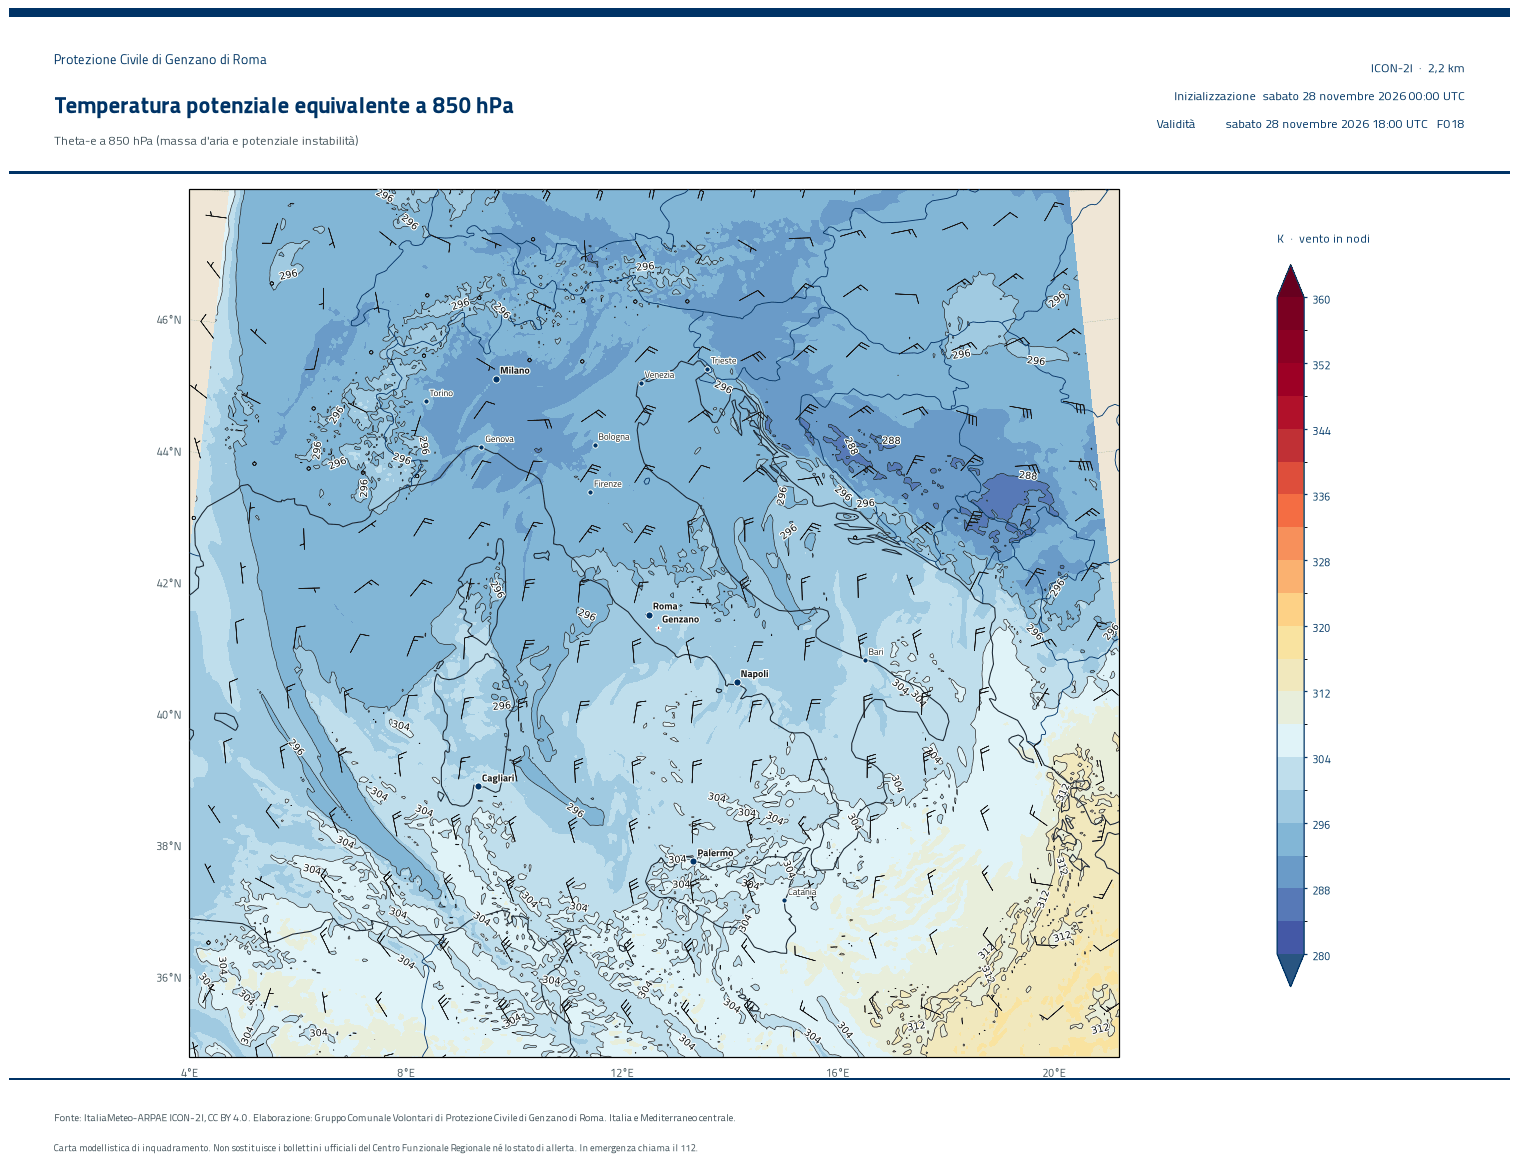 Protezione Civile di Genzano di Roma
Temperatura potenziale equivalente a 850 hPa
Theta-e a 850 hPa (massa d'aria e potenziale instabilità)
ICON-2I · 2,2 km
Inizializzazione sabato 28 novembre 2026 00:00 UTC
Validità sabato 28 novembre 2026 18:00 UTC F018
K · vento in nodi
360
352
344
336
328
320
312
304
296
288
280
46°N
44°N
42°N
40°N
38°N
36°N
4°E
8°E
12°E
16°E
20°E
Milano
Torino
Venezia
Trieste
Genova
Bologna
Firenze
Roma
Genzano
Napoli
Bari
Cagliari
Palermo
Catania
296
288
304
312
Fonte: ItaliaMeteo-ARPAE ICON-2I, CC BY 4.0. Elaborazione: Gruppo Comunale Volontari di Protezione Civile di Genzano di Roma. Italia e Mediterraneo centrale.
Carta modellistica di inquadramento. Non sostituisce i bollettini ufficiali del Centro Funzionale Regionale né lo stato di allerta. In emergenza chiama il 112.